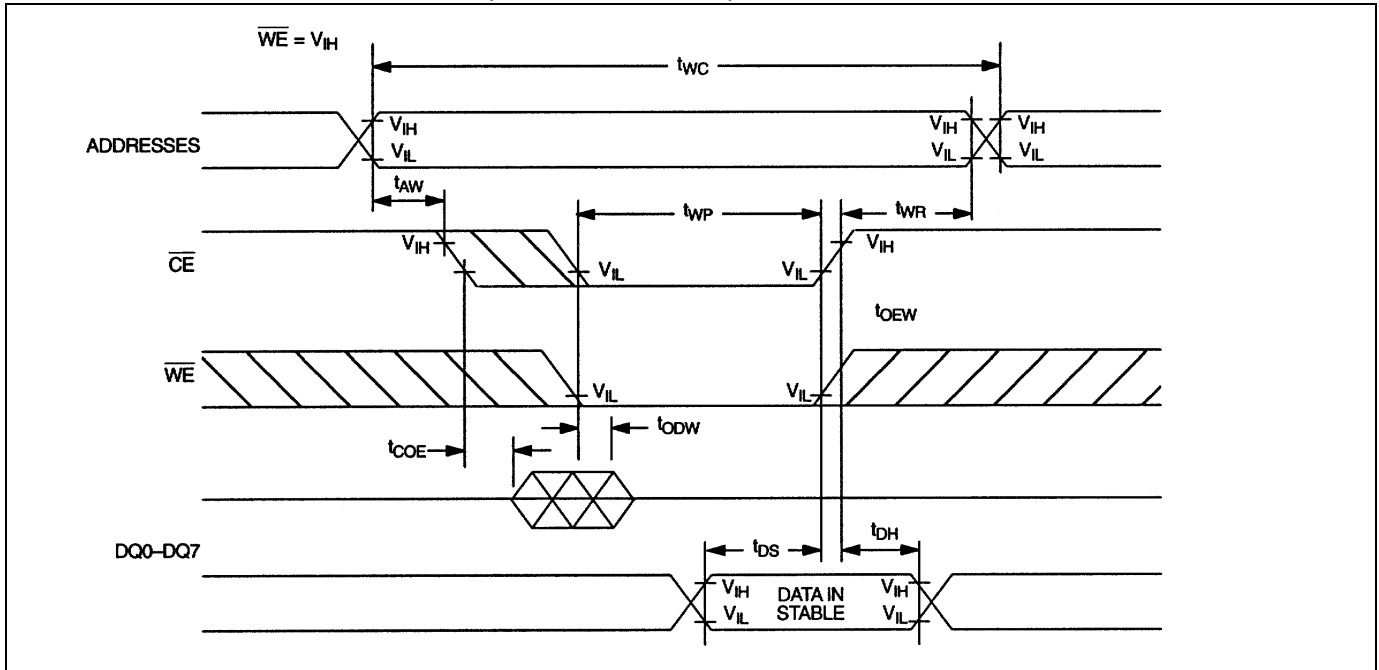 WE = VIH
tWC
ADDRESSES
VIH
VIL
VIH
VIL
VIH
VIL
tAW
tWP
tWR
CE
VIH
VIL
VIL
VIH
tOEW
WE
VIL
VIL
tCOE
tODW
DQ0–DQ7
tDS
tDH
VIH
VIL
DATA IN
STABLE
VIH
VIL